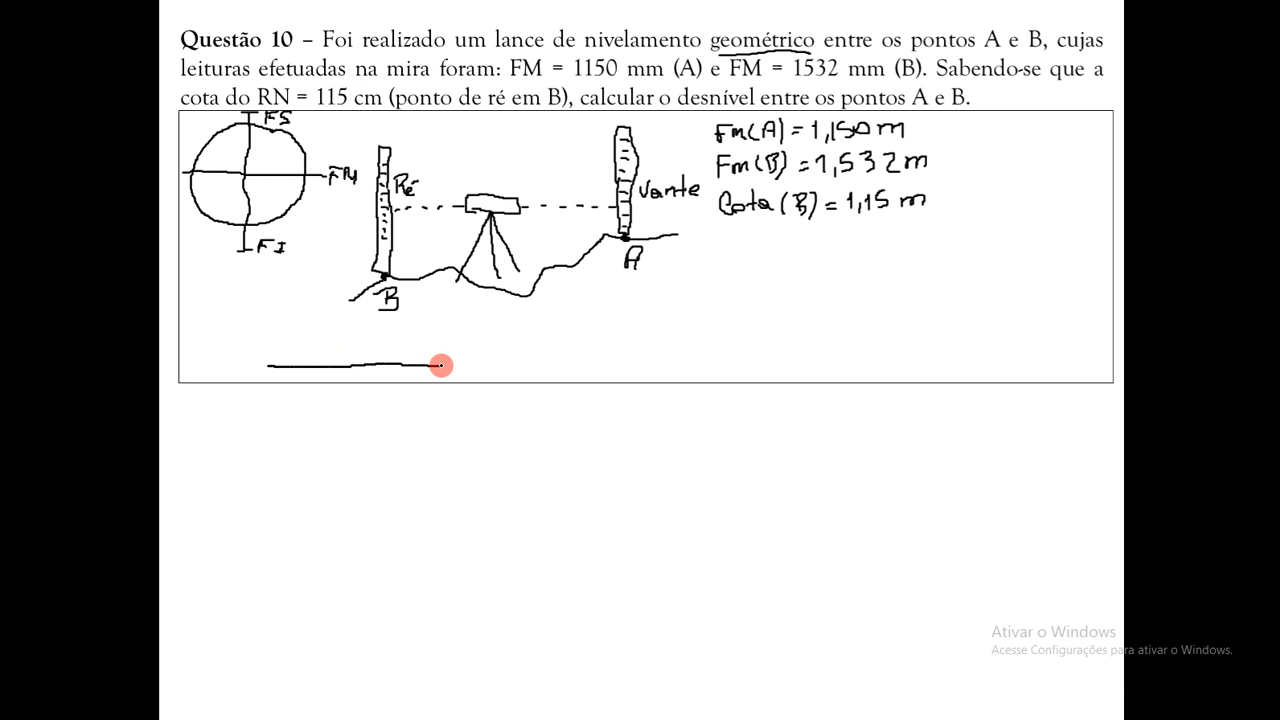 Questão 10 – Foi realizado um lance de nivelamento geométrico entre os pontos A e B, cujas
leituras efetuadas na mira foram: FM = 1150 mm (A) e FM = 1532 mm (B). Sabendo-se que a
cota do RN = 115 cm (ponto de ré em B), calcular o desnível entre os pontos A e B.
FS
FM
FI
Ré
Vante
B
A
Fm(A) = 1,150 m
Fm(B) = 1,532 m
Cota (B) = 1,15 m
Ativar o Windows
Acesse Configurações para ativar o Windows.